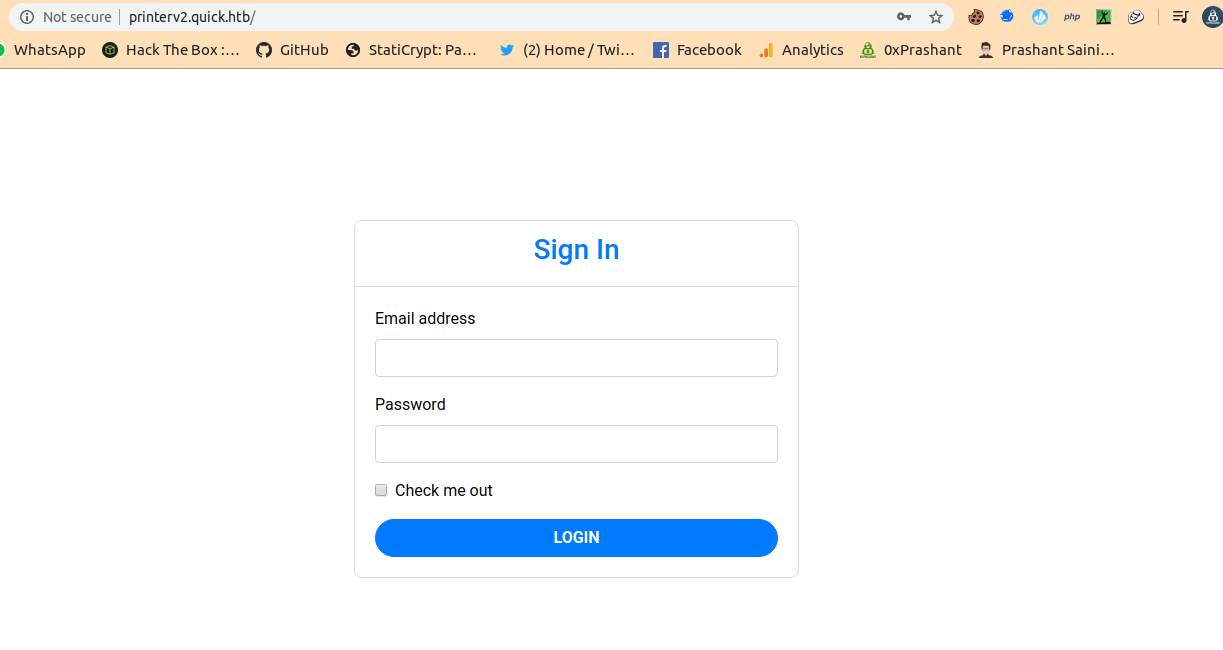 Not secure printerv2.quick.htb/ php
WhatsApp Hack The Box :... GitHub StatiCrypt: Pa... (2) Home / Twi... Facebook Analytics 0xPrashant Prashant Saini...
Sign In
Email address
Password
Check me out
LOGIN